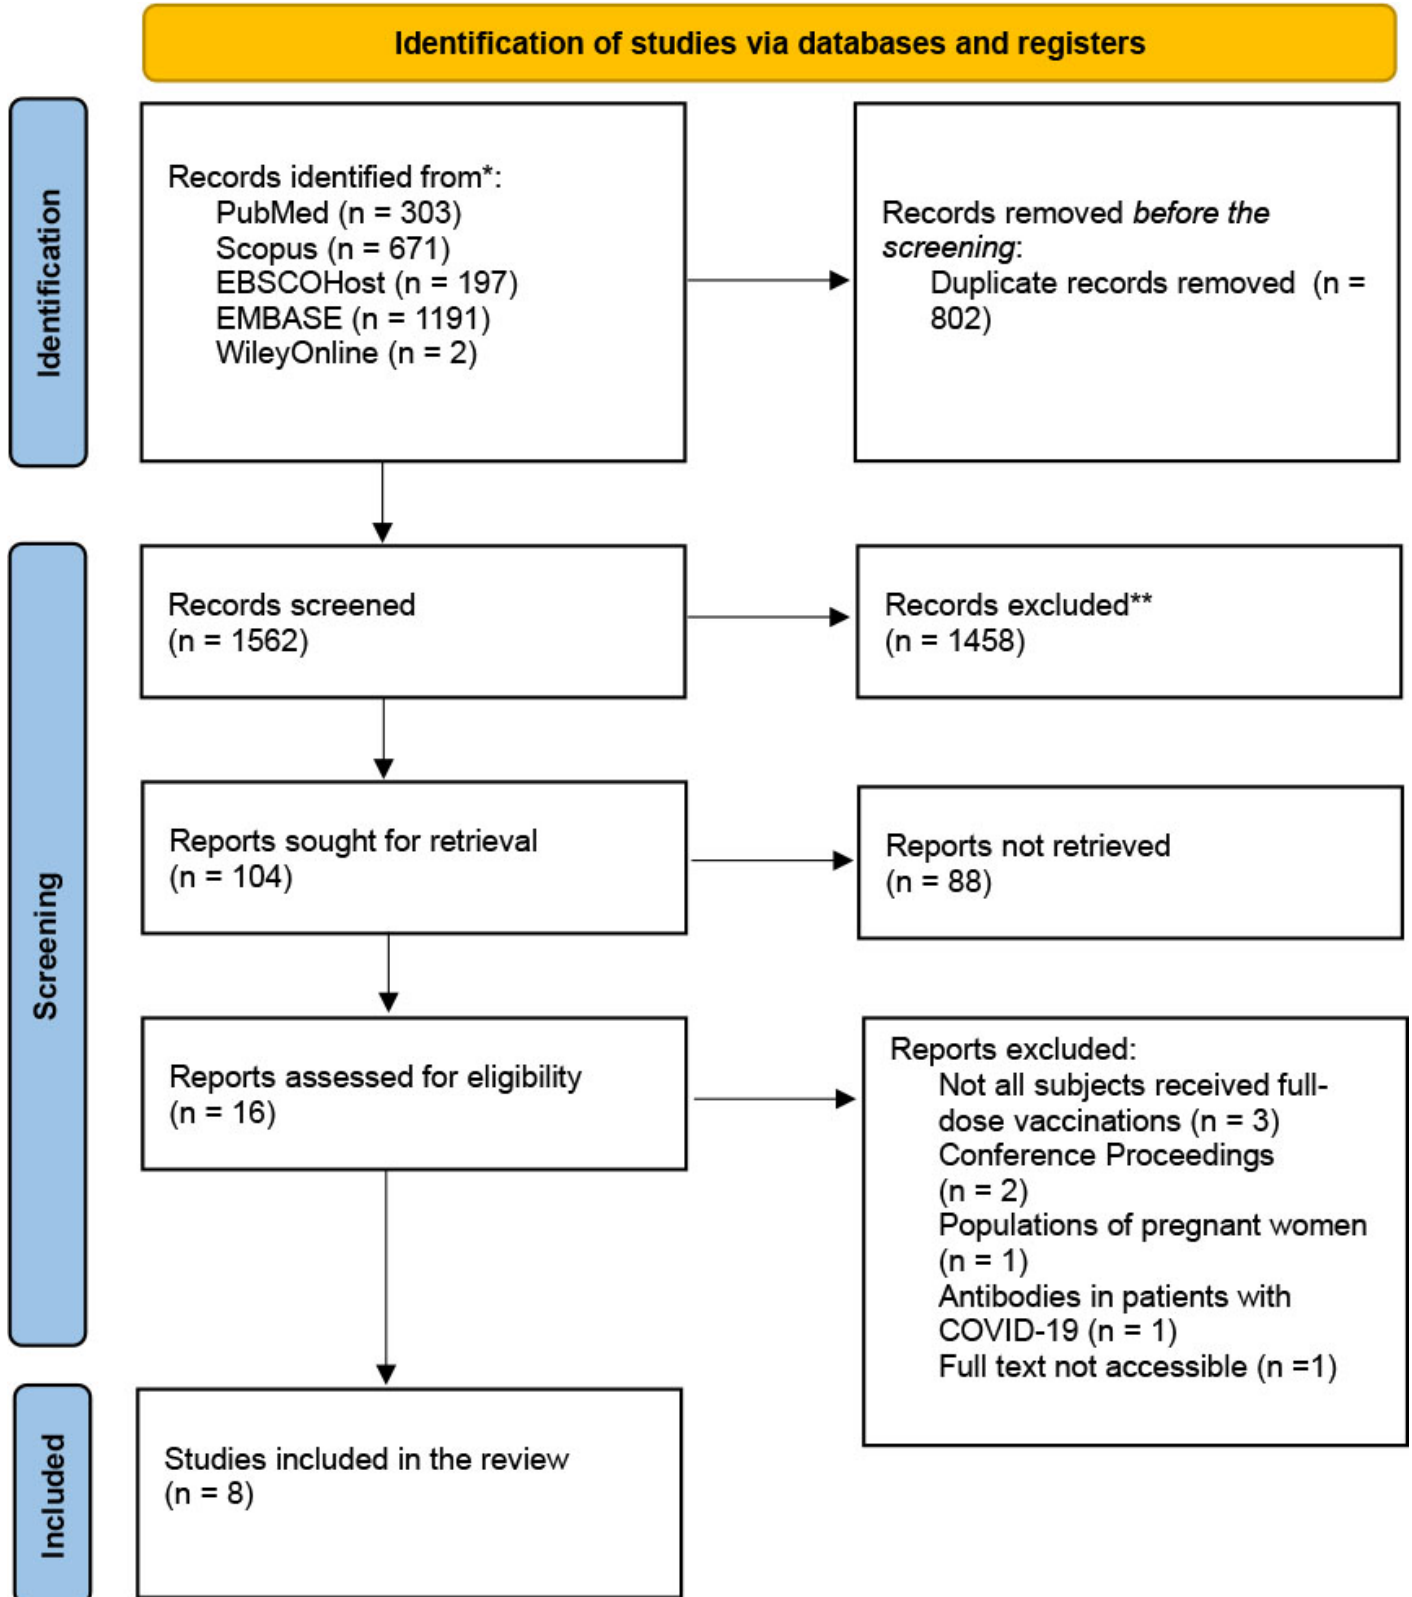 Identification of studies via databases and registers
Identification
Records identified from*:
PubMed (n = 303)
Scopus (n = 671)
EBSCOHost (n = 197)
EMBASE (n = 1191)
WileyOnline (n = 2)
Records removed before the
screening:
Duplicate records removed (n =
802)
Screening
Records screened
(n = 1562)
Records excluded**
(n = 1458)
Reports sought for retrieval
(n = 104)
Reports not retrieved
(n = 88)
Reports assessed for eligibility
(n = 16)
Reports excluded:
Not all subjects received full-
dose vaccinations (n = 3)
Conference Proceedings
(n = 2)
Populations of pregnant women
(n = 1)
Antibodies in patients with
COVID-19 (n = 1)
Full text not accessible (n =1)
Included
Studies included in the review
(n = 8)